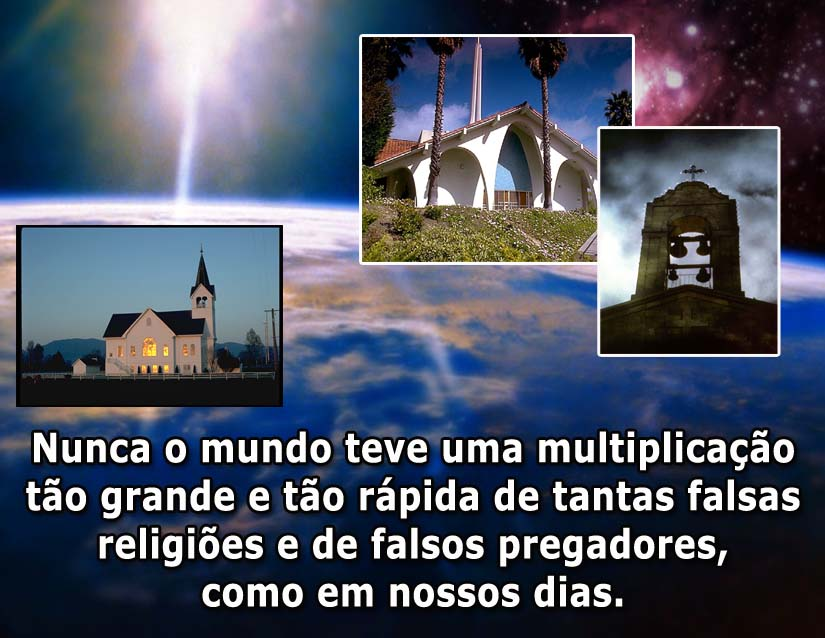 Nunca o mundo teve uma multiplicação
tão grande e tão rápida de tantas falsas
religiões e de falsos pregadores,
como em nossos dias.